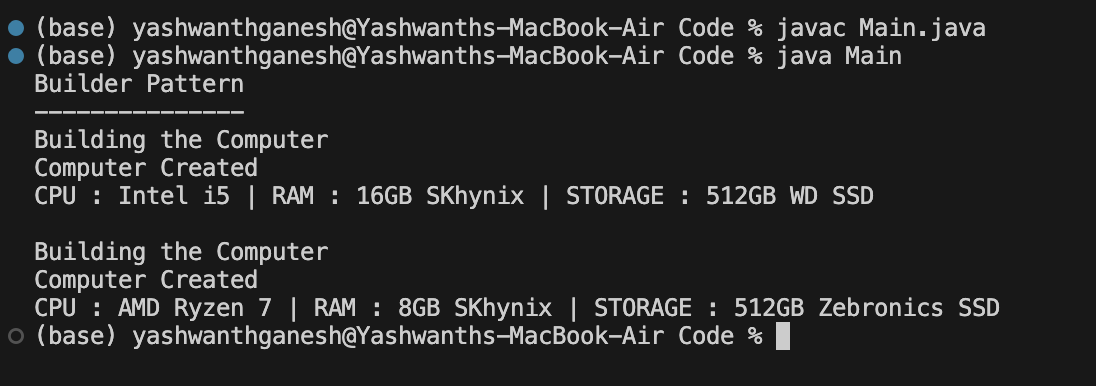 (base) yashwanthganesh@Yashwanths-MacBook-Air Code % javac Main.java
(base) yashwanthganesh@Yashwanths-MacBook-Air Code % java Main
Builder Pattern
---------------
Building the Computer
Computer Created
CPU : Intel i5 | RAM : 16GB SKhynix | STORAGE : 512GB WD SSD
Building the Computer
Computer Created
CPU : AMD Ryzen 7 | RAM : 8GB SKhynix | STORAGE : 512GB Zebronics SSD
(base) yashwanthganesh@Yashwanths-MacBook-Air Code %